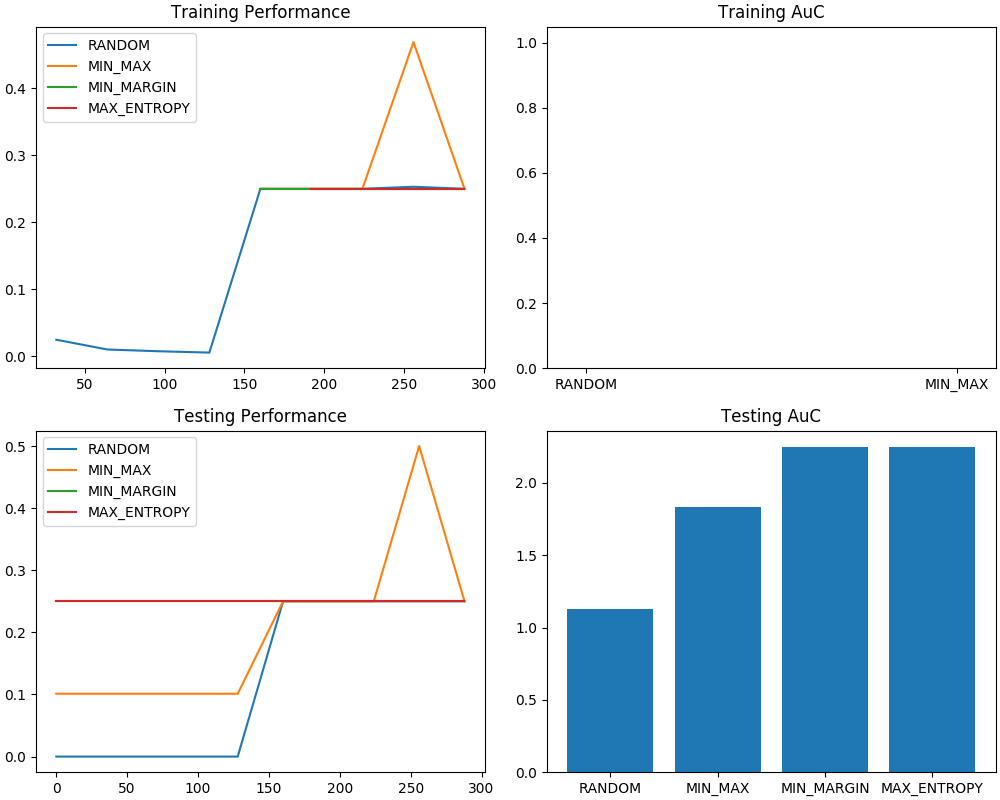 Training Performance
RANDOM
MIN_MAX
MIN_MARGIN
MAX_ENTROPY
0.4
0.3
0.2
0.1
0.0
50 100 150 200 250 300
Training AuC
1.0
0.8
0.6
0.4
0.2
0.0
RANDOM MIN_MAX
Testing Performance
RANDOM
MIN_MAX
MIN_MARGIN
MAX_ENTROPY
0.5
0.4
0.3
0.2
0.1
0.0
0 50 100 150 200 250 300
Testing AuC
2.0
1.5
1.0
0.5
0.0
RANDOM MIN_MAX MIN_MARGIN MAX_ENTROPY